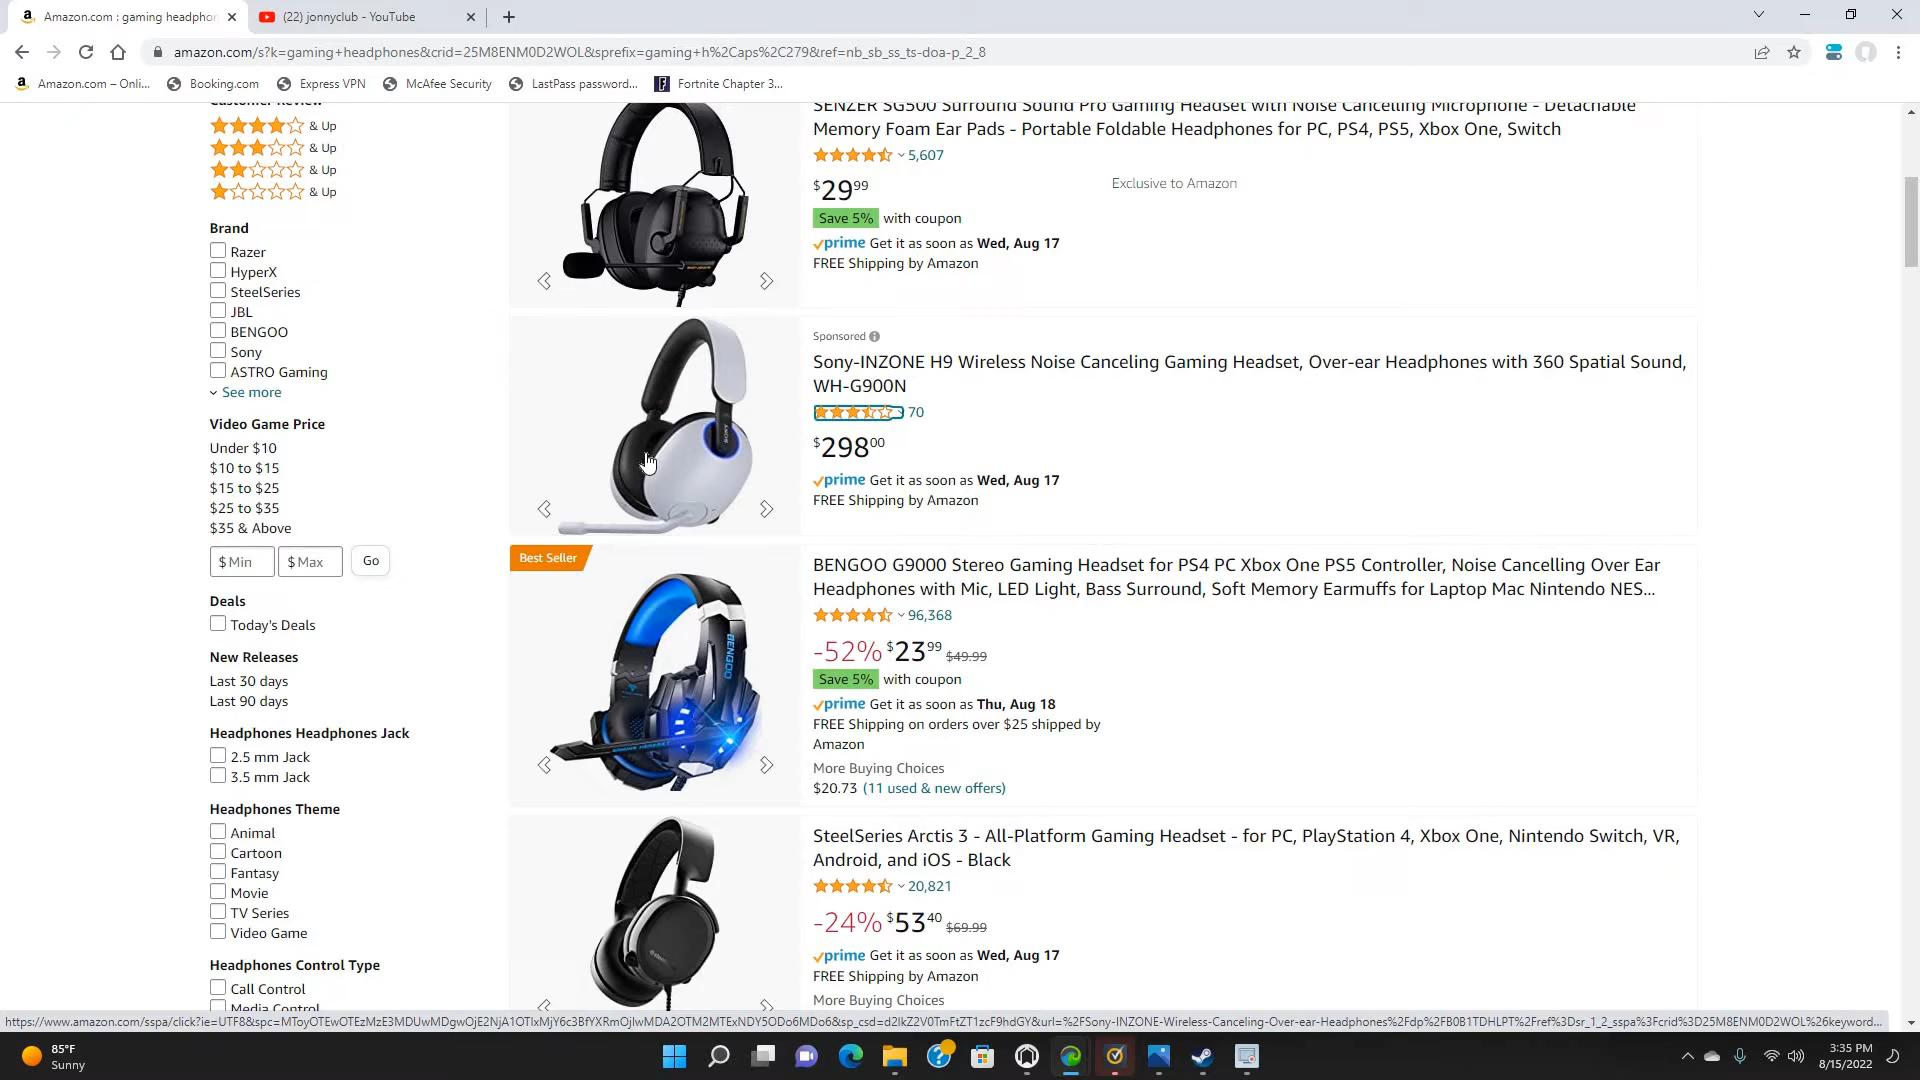 Amazon.com : gaming headphon
(22) jonnyclub - YouTube
amazon.com/s?k=gaming+headphones&crid=25M8ENM0D2WOL&sprefix=gaming+h%2Caps%2C279&ref=nb_sb_ss_ts-doa-p_2_8
Amazon.com – Onli...
Booking.com
Express VPN
McAfee Security
LastPass password...
Fortnite Chapter 3...
Customer Review
& Up
& Up
& Up
& Up
Brand
Razer
HyperX
SteelSeries
JBL
BENGOO
Sony
ASTRO Gaming
See more
Video Game Price
Under $10
$10 to $15
$15 to $25
$25 to $35
$35 & Above
$ Min
$ Max
Go
Deals
Today's Deals
New Releases
Last 30 days
Last 90 days
Headphones Headphones Jack
2.5 mm Jack
3.5 mm Jack
Headphones Theme
Animal
Cartoon
Fantasy
Movie
TV Series
Video Game
Headphones Control Type
Call Control
Media Control
SENZER SG500 Surround Sound Pro Gaming Headset with Noise Cancelling Microphone - Detachable
Memory Foam Ear Pads - Portable Foldable Headphones for PC, PS4, PS5, Xbox One, Switch
5,607
$29.99
Exclusive to Amazon
Save 5% with coupon
prime Get it as soon as Wed, Aug 17
FREE Shipping by Amazon
Sponsored
Sony-INZONE H9 Wireless Noise Canceling Gaming Headset, Over-ear Headphones with 360 Spatial Sound,
WH-G900N
70
$298.00
prime Get it as soon as Wed, Aug 17
FREE Shipping by Amazon
SONY
Best Seller
BENGOO G9000 Stereo Gaming Headset for PS4 PC Xbox One PS5 Controller, Noise Cancelling Over Ear
Headphones with Mic, LED Light, Bass Surround, Soft Memory Earmuffs for Laptop Mac Nintendo NES...
96,368
-52% $23.99 $49.99
Save 5% with coupon
prime Get it as soon as Thu, Aug 18
FREE Shipping on orders over $25 shipped by
Amazon
More Buying Choices
$20.73 (11 used & new offers)
BENGOO
SteelSeries Arctis 3 - All-Platform Gaming Headset - for PC, PlayStation 4, Xbox One, Nintendo Switch, VR,
Android, and iOS - Black
20,821
-24% $53.40 $69.99
prime Get it as soon as Wed, Aug 17
FREE Shipping by Amazon
More Buying Choices
85°F
Sunny
3:35 PM
8/15/2022